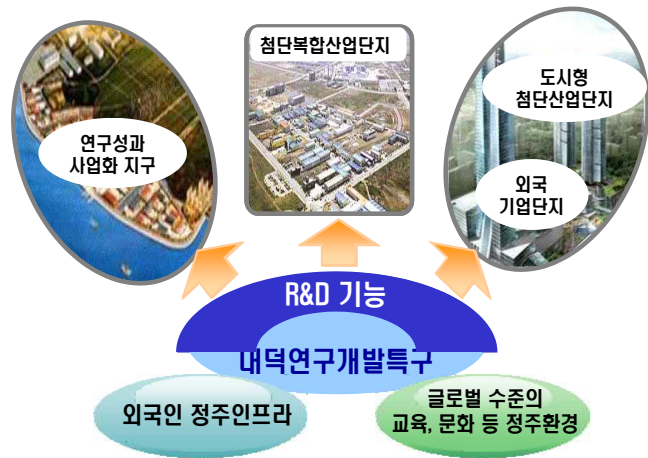 첨단복합산업단지
도시형
첨단산업단지
연구성과
사업화 지구
외국
기업단지
R&D 기능
대덕연구개발특구
외국인 정주인프라
글로벌 수준의
교육, 문화 등 정주환경